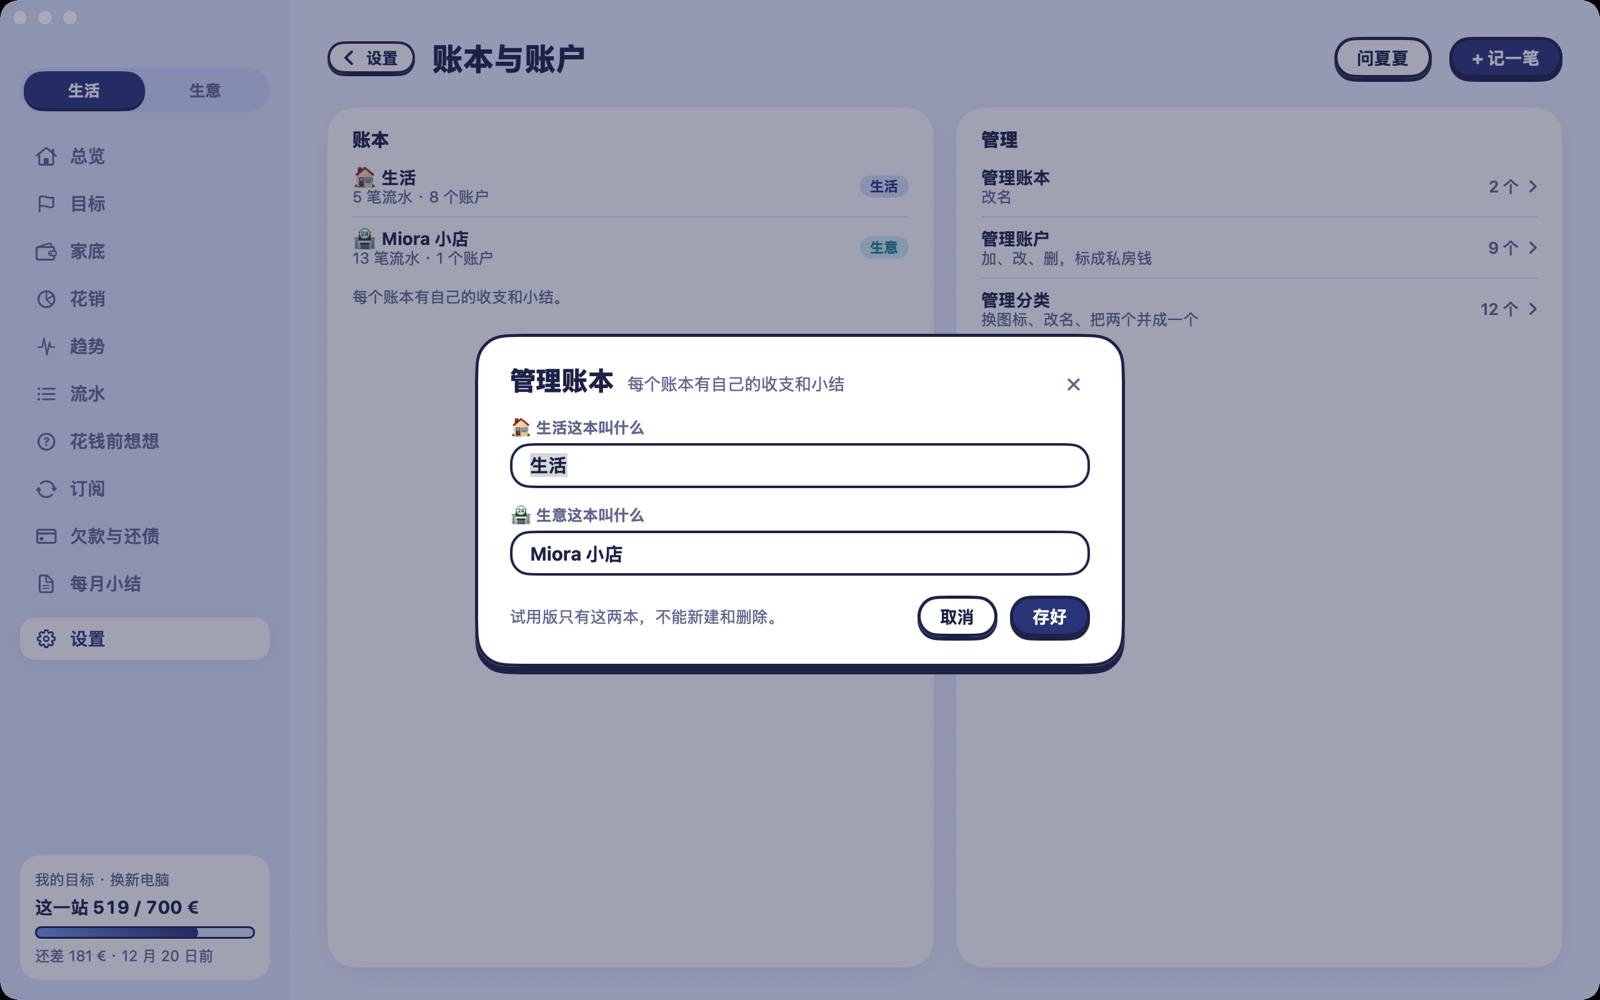 生活
生意
总览
目标
家底
花销
趋势
流水
花钱前想想
订阅
欠款与还债
每月小结
设置
我的目标 · 换新电脑
这一站 519 / 700 €
还差 181 € · 12 月 20 日前
设置
账本与账户
问夏夏
+ 记一笔
账本
生活
5 笔流水 · 8 个账户
生活
Miora 小店
13 笔流水 · 1 个账户
生意
每个账本有自己的收支和小结。
管理
管理账本
改名
2 个
管理账户
加、改、删，标成私房钱
9 个
管理分类
换图标、改名、把两个并成一个
12 个
管理账本 每个账本有自己的收支和小结
生活这本叫什么
生活
生意这本叫什么
Miora 小店
试用版只有这两本，不能新建和删除。
取消
存好